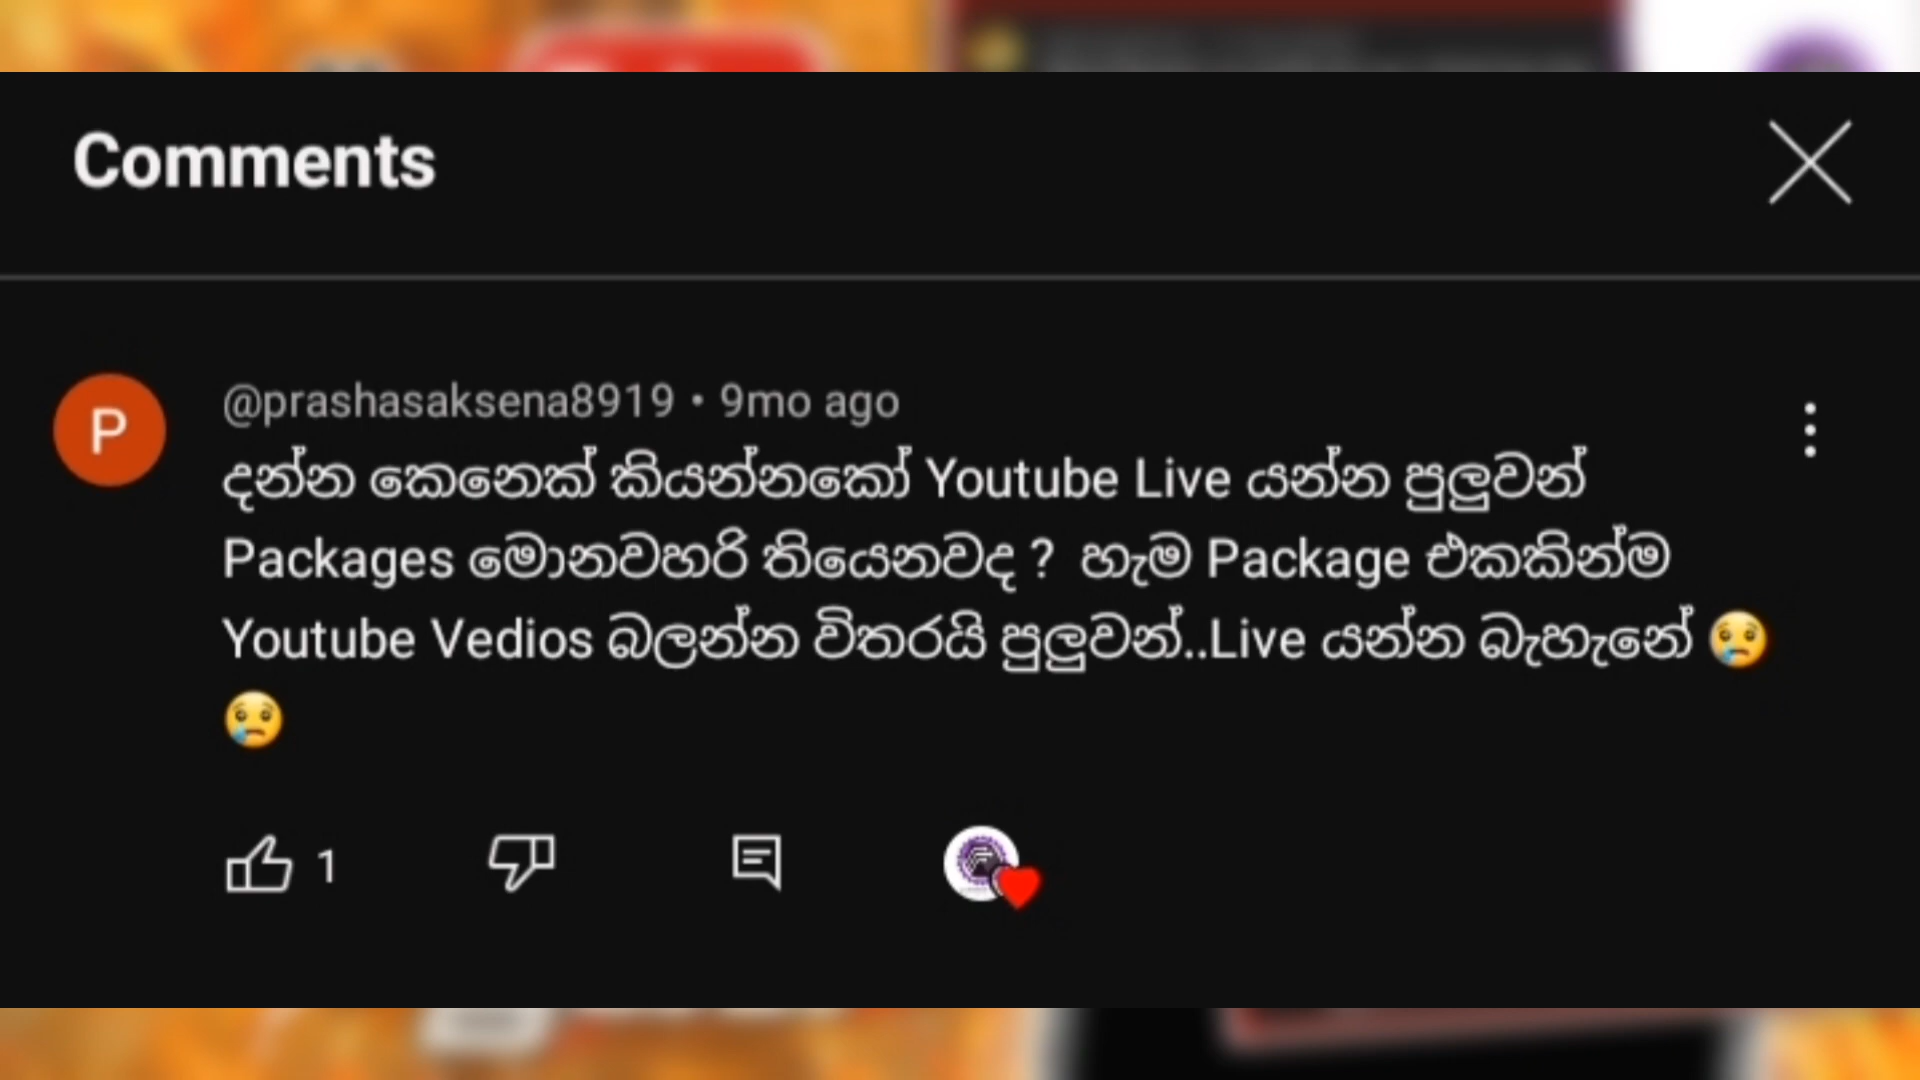 Comments
@prashasaksena8919 • 9mo ago
දන්න කෙනෙක් කියන්නකෝ Youtube Live යන්න පුලුවන්
Packages මොනවහරි තියෙනවද ? හැම Package එකකින්ම
Youtube Vedios බලන්න විතරයි පුලුවන්..Live යන්න බැහැනේ 😢
😢
1